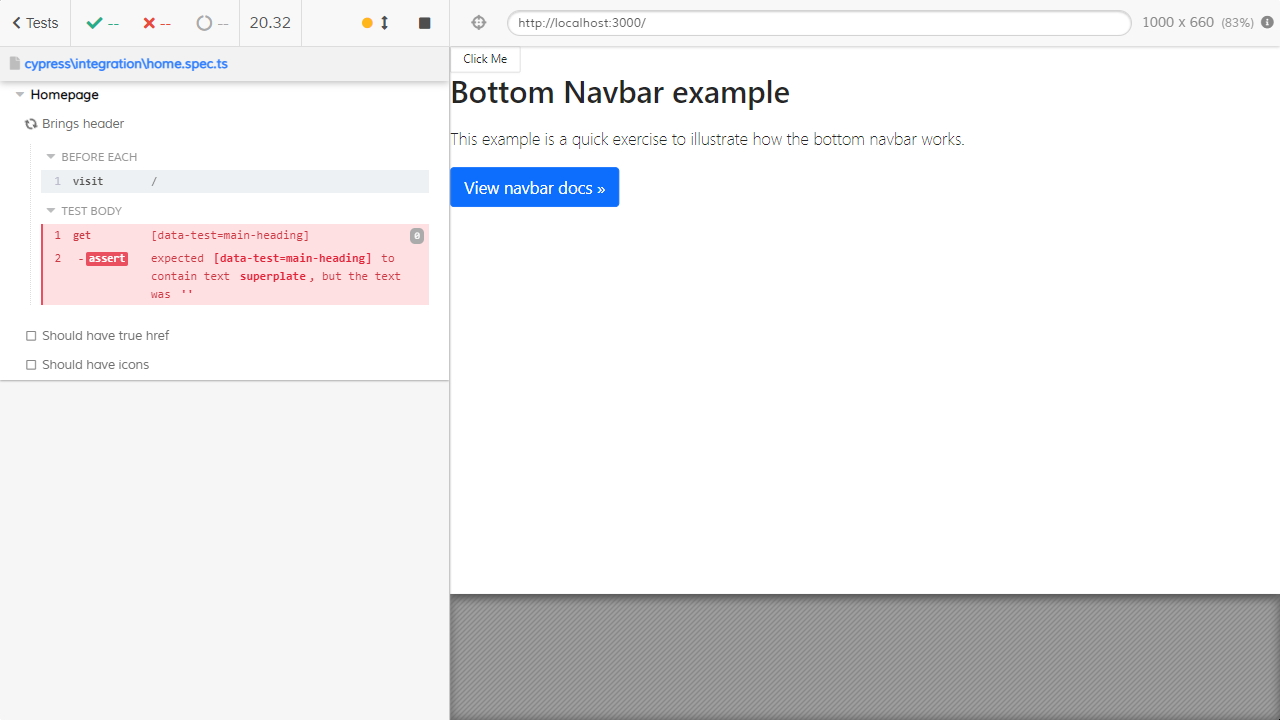 Tests
--
--
--
20.32
http://localhost:3000/
1000 x 660 (83%)
cypress\integration\home.spec.ts
Homepage
Brings header
BEFORE EACH
1 visit /
TEST BODY
1 get [data-test=main-heading] 0
2 -assert expected [data-test=main-heading] to
contain text superplate, but the text
was ''
Should have true href
Should have icons
Click Me
Bottom Navbar example
This example is a quick exercise to illustrate how the bottom navbar works.
View navbar docs »